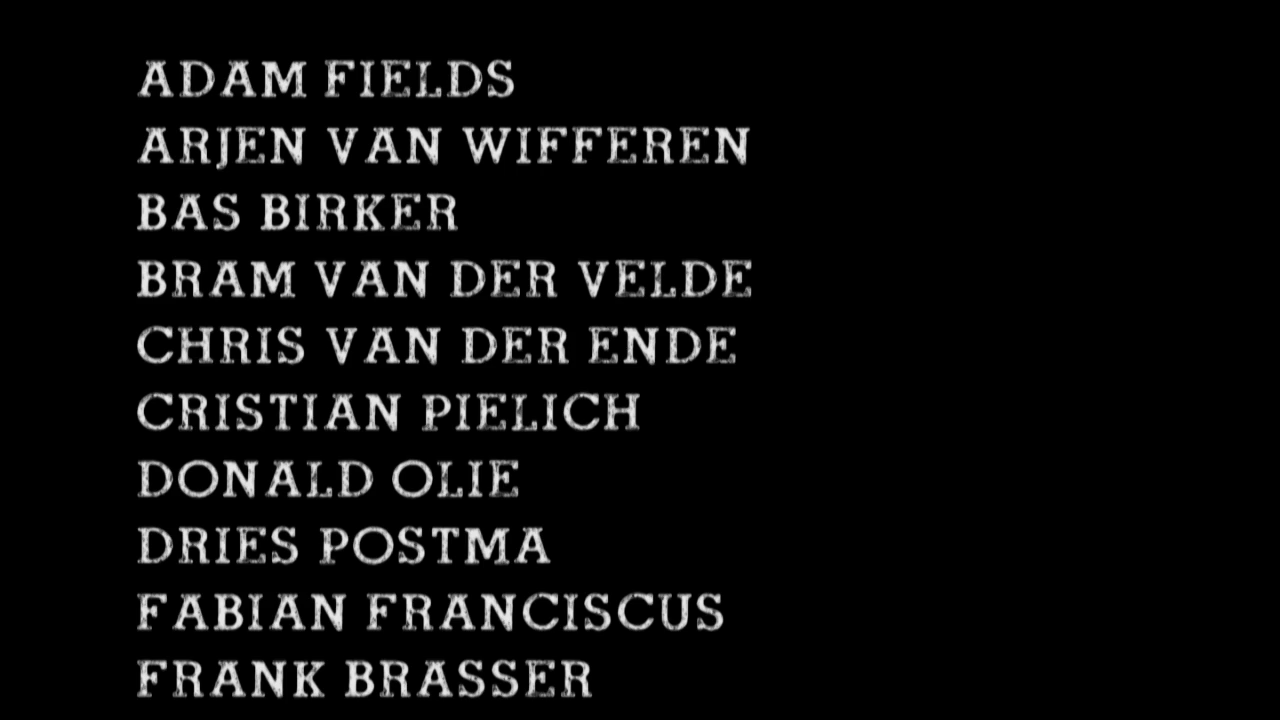 ADAM FIELDS
ARJEN VAN WIFFEREN
BAS BIRKER
BRAM VAN DER VELDE
CHRIS VAN DER ENDE
CRISTIAN PIELICH
DONALD OLIE
DRIES POSTMA
FABIAN FRANCISCUS
FRANK BRASSER